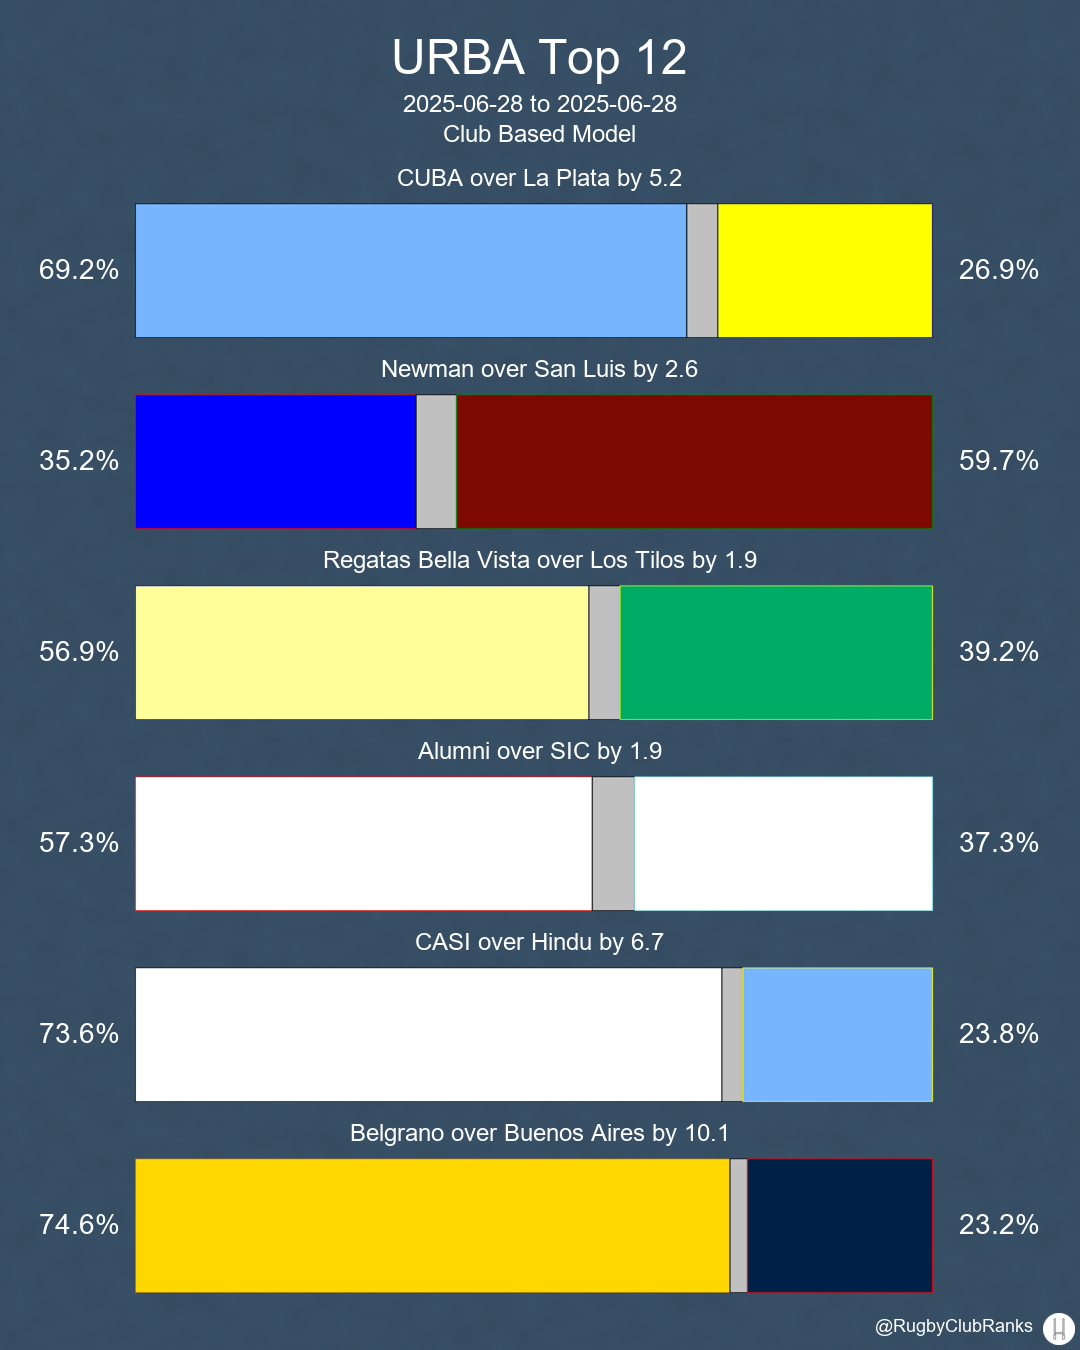 URBA Top 12
2025-06-28 to 2025-06-28
Club Based Model
CUBA over La Plata by 5.2
69.2% 26.9%
Newman over San Luis by 2.6
35.2% 59.7%
Regatas Bella Vista over Los Tilos by 1.9
56.9% 39.2%
Alumni over SIC by 1.9
57.3% 37.3%
CASI over Hindu by 6.7
73.6% 23.8%
Belgrano over Buenos Aires by 10.1
74.6% 23.2%
@RugbyClubRanks